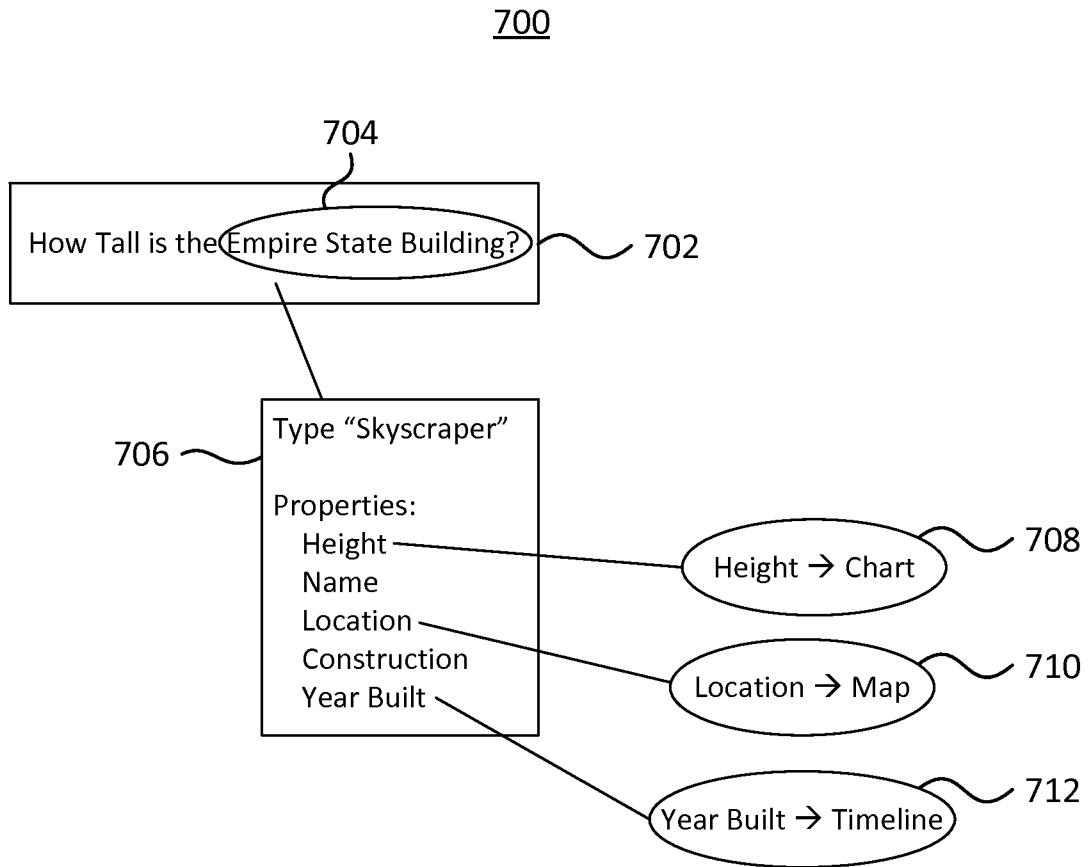 700
704
How Tall is the Empire State Building?
702
Type “Skyscraper”
706
Properties:
Height
Name
Location
Construction
Year Built
Height → Chart
708
Location → Map
710
Year Built → Timeline
712